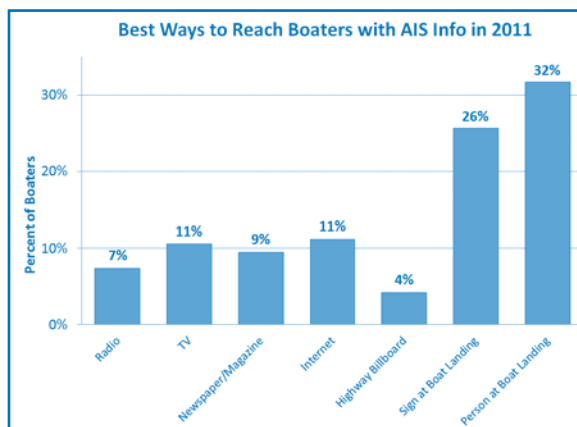 Best Ways to Reach Boaters with AIS Info in 2011
Percent of Boaters
30%
20%
10%
0%
7%
11%
9%
11%
4%
26%
32%
Radio
TV
Newspaper/Magazine
Internet
Highway Billboard
Sign at Boat Landing
Person at Boat Landing